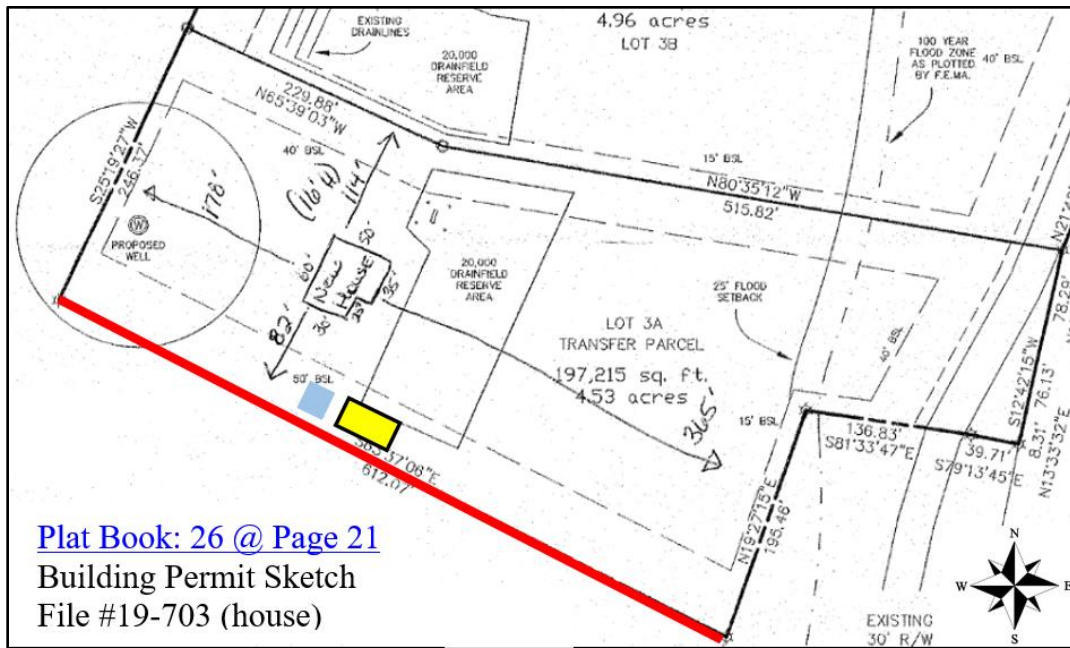 4.96 acres
LOT 3B
EXISTING
DRAINLINES
20,000
DRAINFIELD
RESERVE
AREA
100 YEAR
FLOOD ZONE
AS PLOTTED
BY F.E.MA.
40' BSL
229.88'
N65°39'03"W
40' BSL
15' BSL
N80°35'12"W
515.82'
S25°19'27"W
246.37'
178'
(116'H)
114'?
W
PROPOSED
WELL
60'
50'
New
House
35'
25'
30'
82'
50' BSL
20,000
DRAINFIELD
RESERVE
AREA
25' FLOOD
SETBACK
LOT 3A
TRANSFER PARCEL
197,215 sq. ft.
4.53 acres
365'
40' BSL
15' BSL
78.29'
S12°42'15"W
76.13'
8.31'
N13°33'32"E
136.83'
S81°33'47"E
39.71'
S79°13'45"E
612.07'
N19°27'15"E
195.46'
Plat Book: 26 @ Page 21
Building Permit Sketch
File #19-703 (house)
EXISTING
30' R/W
N
W
E
S